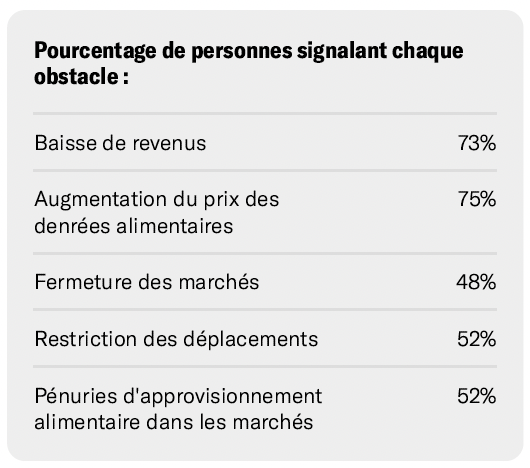 Pourcentage de personnes signalant chaque
obstacle :
Baisse de revenus 73%
Augmentation du prix des 75%
denrées alimentaires
Fermeture des marchés 48%
Restriction des déplacements 52%
Pénuries d'approvisionnement 52%
alimentaire dans les marchés